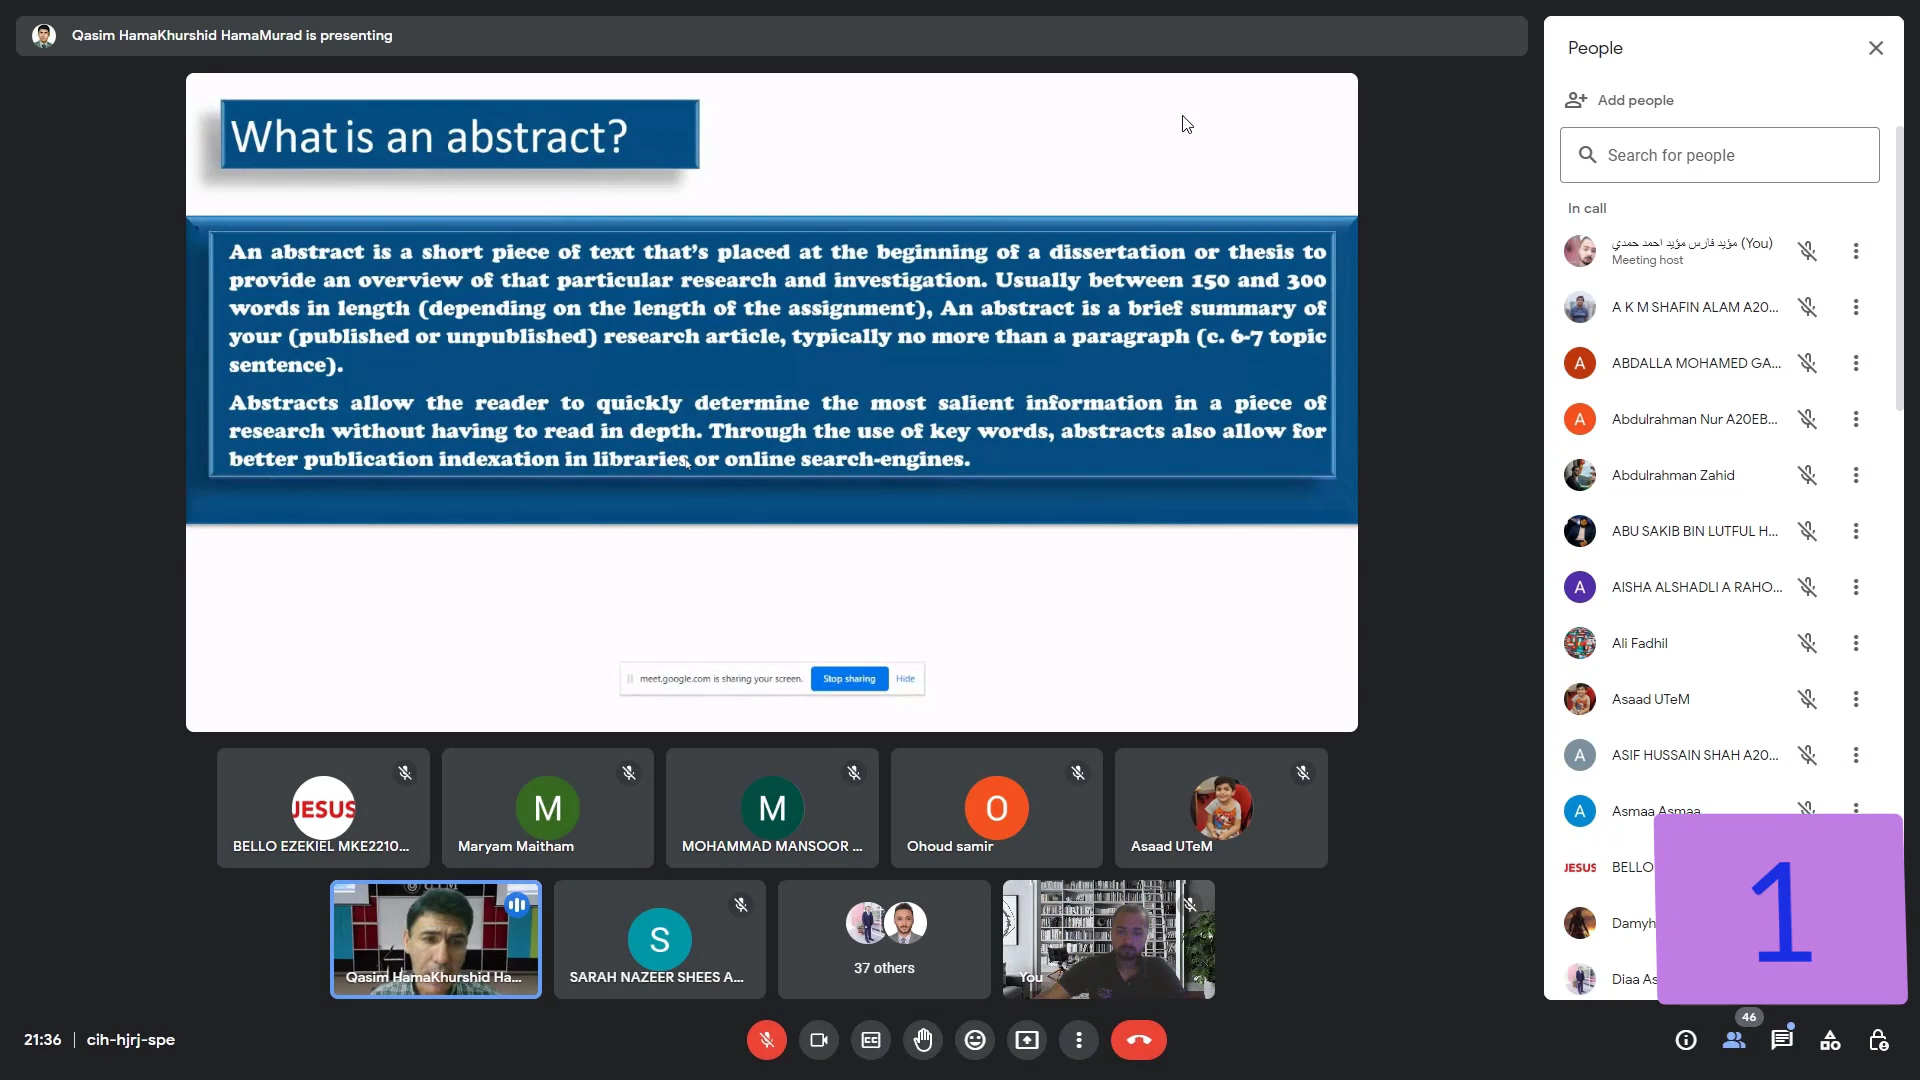 Qasim HamaKhurshid HamaMurad is presenting
What is an abstract?
An abstract is a short piece of text that's placed at the beginning of a dissertation or thesis to
provide an overview of that particular research and investigation. Usually between 150 and 300
words in length (depending on the length of the assignment), An abstract is a brief summary of
your (published or unpublished) research article, typically no more than a paragraph (c. 6-7 topic
sentence).
Abstracts allow the reader to quickly determine the most salient information in a piece of
research without having to read in depth. Through the use of key words, abstracts also allow for
better publication indexation in libraries or online search-engines.
meet.google.com is sharing your screen. Stop sharing Hide
JESUS
BELLO EZEKIEL MKE2210...
M
Maryam Maitham
M
MOHAMMAD MANSOOR ...
O
Ohoud samir
Asaad UTeM
Qasim HamaKhurshid Ha...
S
SARAH NAZEER SHEES A...
37 others
You
21:36 | cih-hjrj-spe
People
Add people
Search for people
In call
مؤيد فارس مؤيد احمد حمدي (You)
Meeting host
A K M SHAFIN ALAM A20...
A ABDALLA MOHAMED GA...
A Abdulrahman Nur A20EB...
Abdulrahman Zahid
ABU SAKIB BIN LUTFUL H...
A AISHA ALSHADLI A RAHO...
Ali Fadhil
Asaad UTeM
A ASIF HUSSAIN SHAH A20...
A Asmaa Asmaa
JESUS BELLO
Damyh
Diaa As
1
46